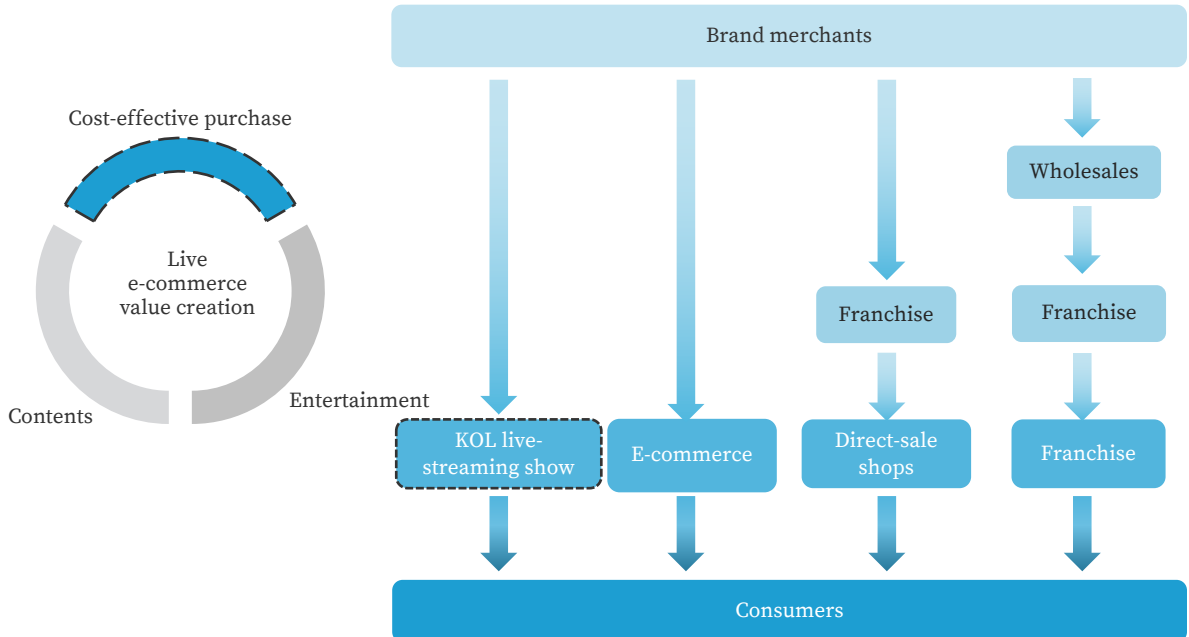 Brand merchants
Cost-effective purchase
Wholesales
Live
e-commerce
value creation
Franchise
Franchise
Entertainment
Contents
KOL live-
streaming show
E-commerce
Direct-sale
shops
Franchise
Consumers